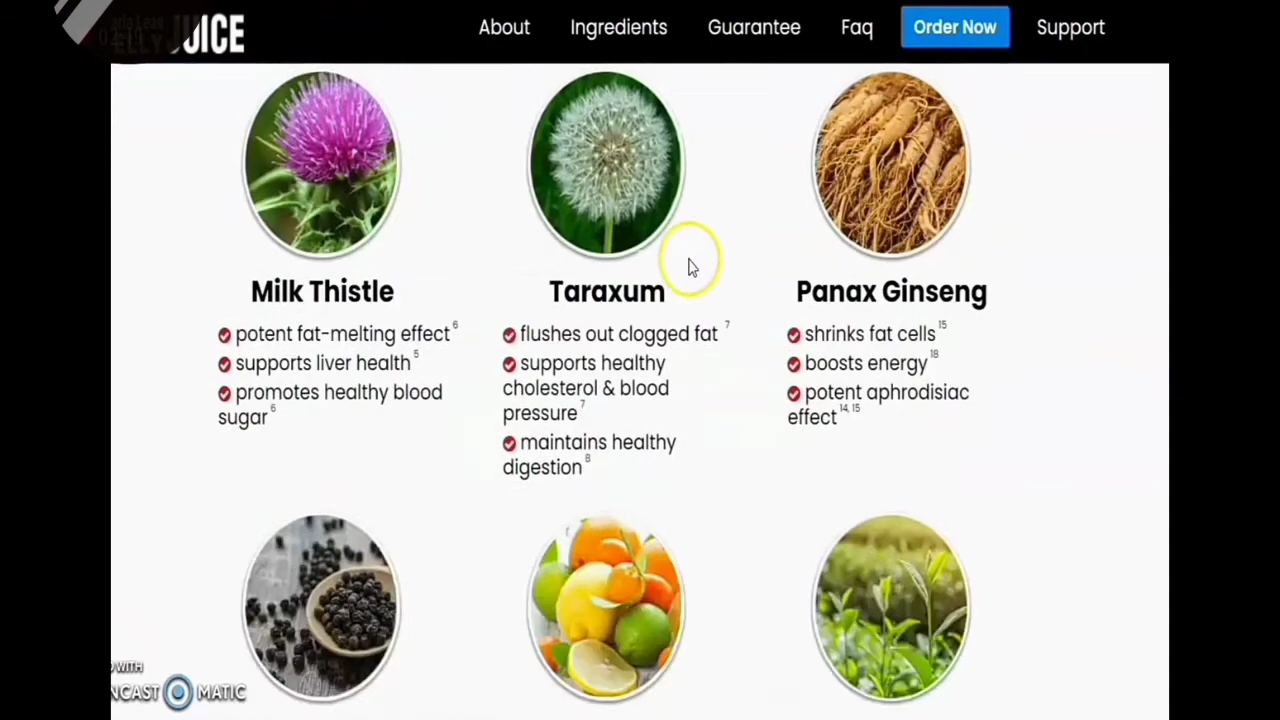 JUICE
About
Ingredients
Guarantee
Faq
Order Now
Support
Milk Thistle
potent fat-melting effect 6
supports liver health 5
promotes healthy blood
sugar 6
Taraxum
flushes out clogged fat 7
supports healthy
cholesterol & blood
pressure 7
maintains healthy
digestion 8
Panax Ginseng
shrinks fat cells 15
boosts energy 18
potent aphrodisiac
effect 14, 15
WITH
NCAST MATIC